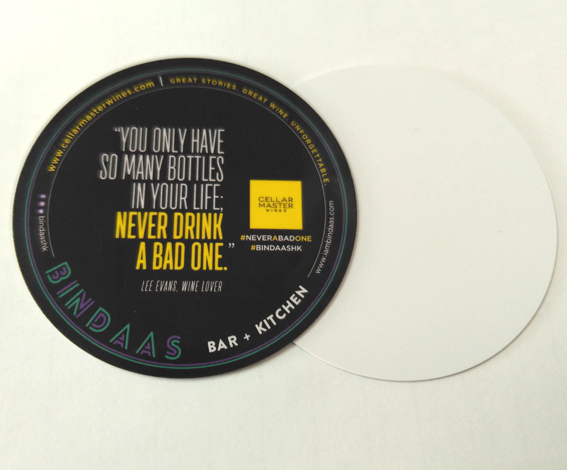 www.cellarmasterwines.com | GREAT STORIES. GREAT WINE. UNFORGETTABLE.
“YOU ONLY HAVE
SO MANY BOTTLES
IN YOUR LIFE;
NEVER DRINK
A BAD ONE.”
LEE EVANS, WINE LOVER
CELLAR
MASTER
WINES
#NEVERABADONE
#BINDAASHK
bindaashk
www.iambindaas.com
BINDAAS
BAR + KITCHEN